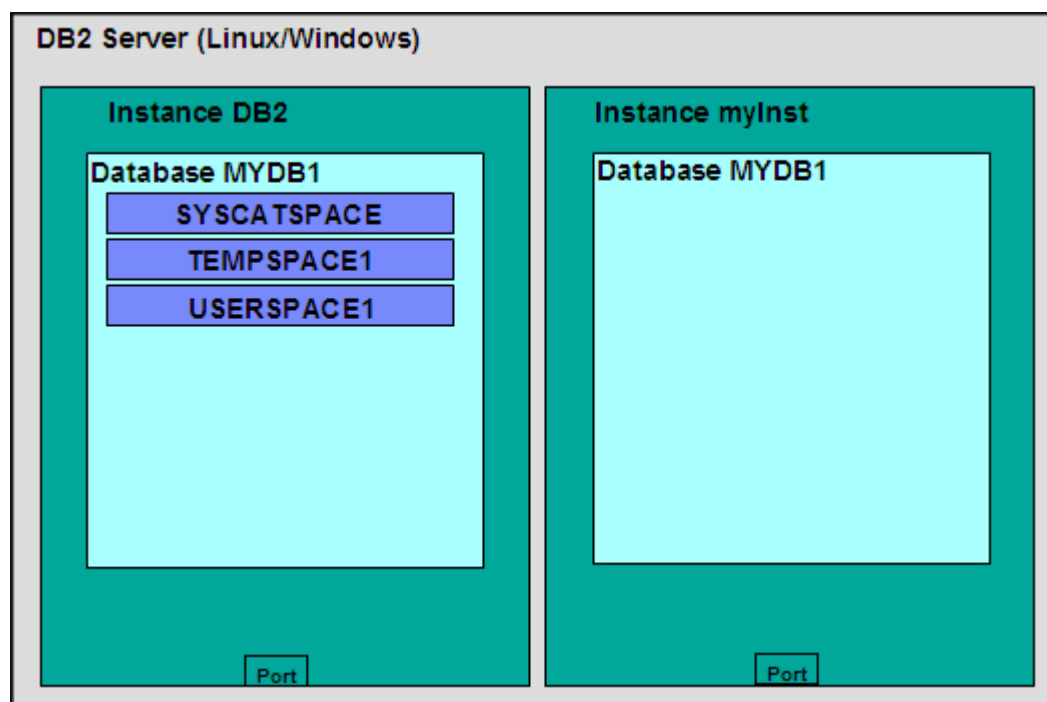 DB2 Server (Linux/Windows)
Instance DB2
Database MYDB1
SYSCATSPACE
TEMPSPACE1
USERSPACE1
Port
Instance myInst
Database MYDB1
Port